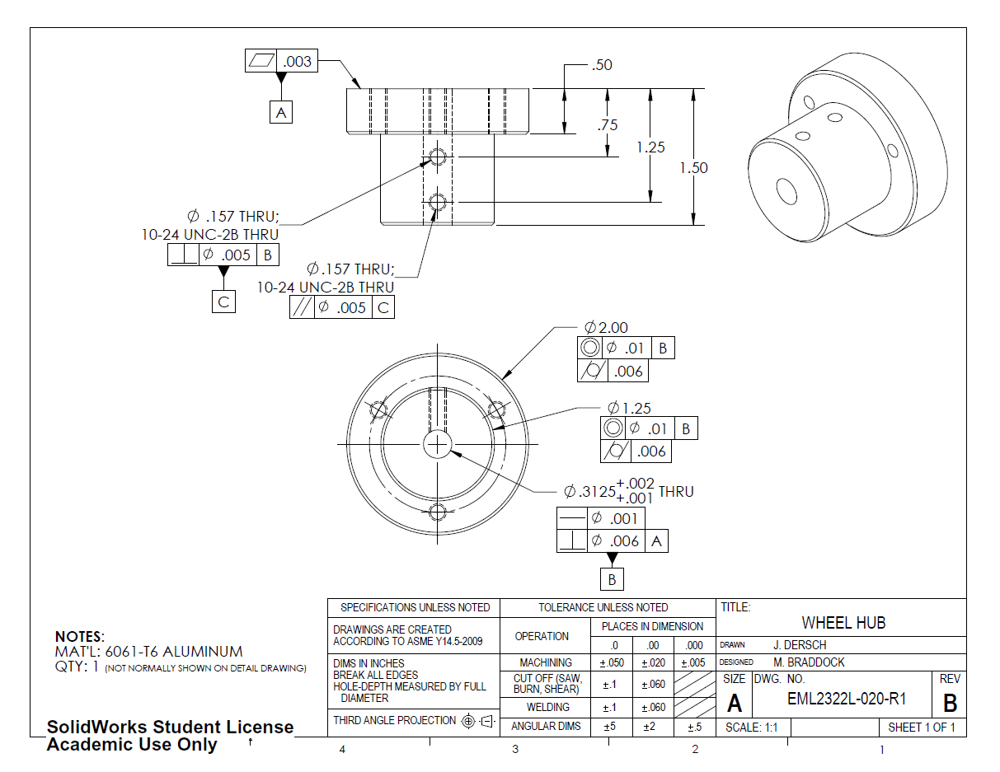 .003
A
.50
.75
1.25
1.50
∅ .157 THRU;
10-24 UNC-2B THRU
⟂ ∅ .005 B
C
∅.157 THRU;
10-24 UNC-2B THRU
// ∅ .005 C
∅2.00
◎ ∅ .01 B
⌭ .006
∅1.25
◎ ∅ .01 B
⌭ .006
∅.3125 +.002 +.001 THRU
— ∅ .001
⟂ ∅ .006 A
B
NOTES:
MAT'L: 6061-T6 ALUMINUM
QTY: 1 (NOT NORMALLY SHOWN ON DETAIL DRAWING)
SolidWorks Student License
Academic Use Only
SPECIFICATIONS UNLESS NOTED
DRAWINGS ARE CREATED
ACCORDING TO ASME Y14.5-2009
DIMS IN INCHES
BREAK ALL EDGES
HOLE-DEPTH MEASURED BY FULL
DIAMETER
THIRD ANGLE PROJECTION
TOLERANCE UNLESS NOTED
OPERATION
PLACES IN DIMENSION
.0 .00 .000
MACHINING ±.050 ±.020 ±.005
CUT OFF (SAW,
BURN, SHEAR) ±.1 ±.060
WELDING ±.1 ±.060
ANGULAR DIMS ±5 ±2 ±.5
TITLE:
WHEEL HUB
DRAWN J. DERSCH
DESIGNED M. BRADDOCK
SIZE DWG. NO. REV
A EML2322L-020-R1 B
SCALE: 1:1 SHEET 1 OF 1
4 3 2 1